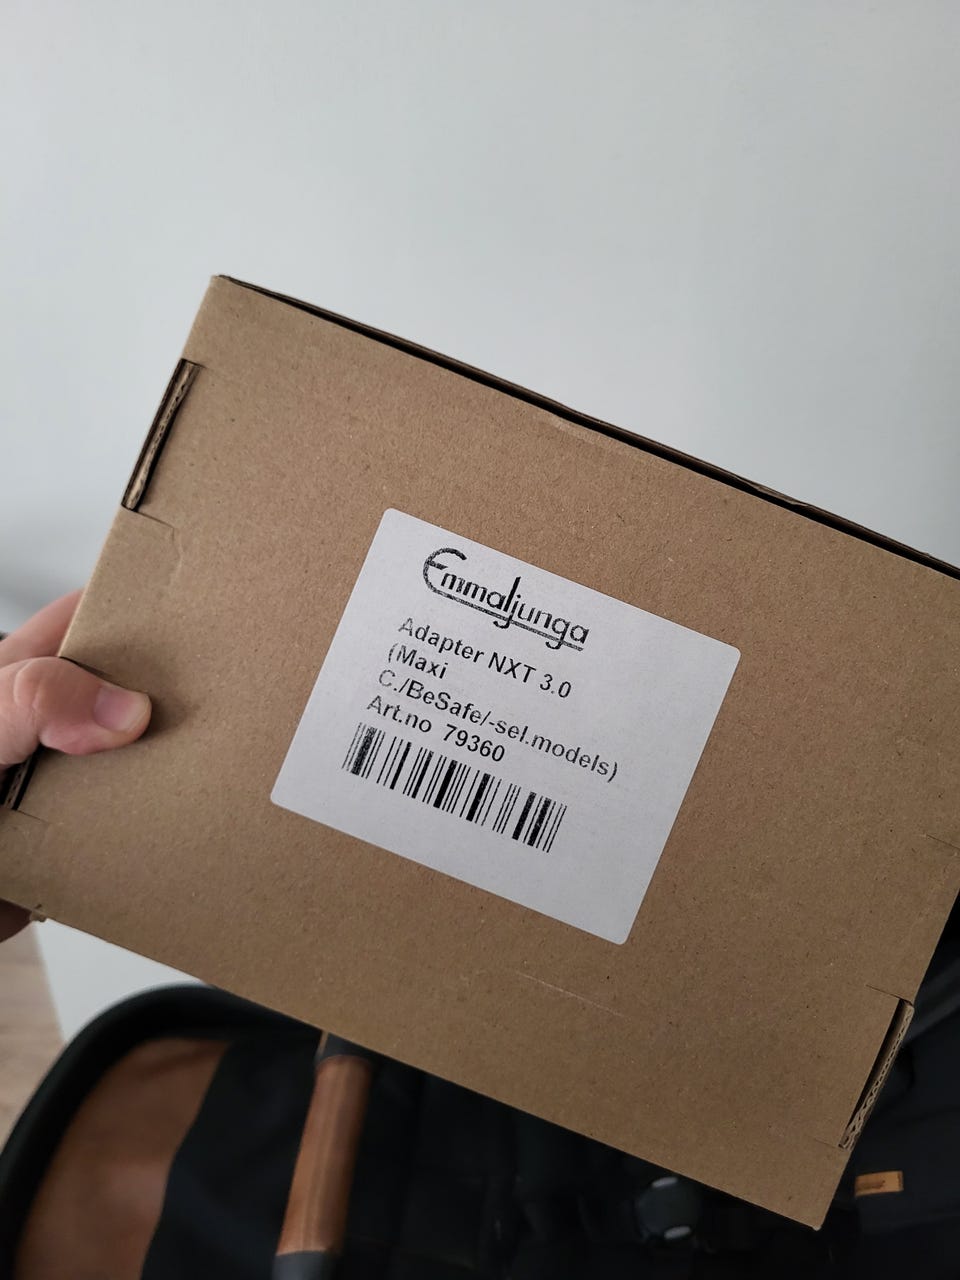 Emmaljunga
Adapter NXT 3.0
(Maxi
C./BeSafe/-sel.models)
Art.no 79360